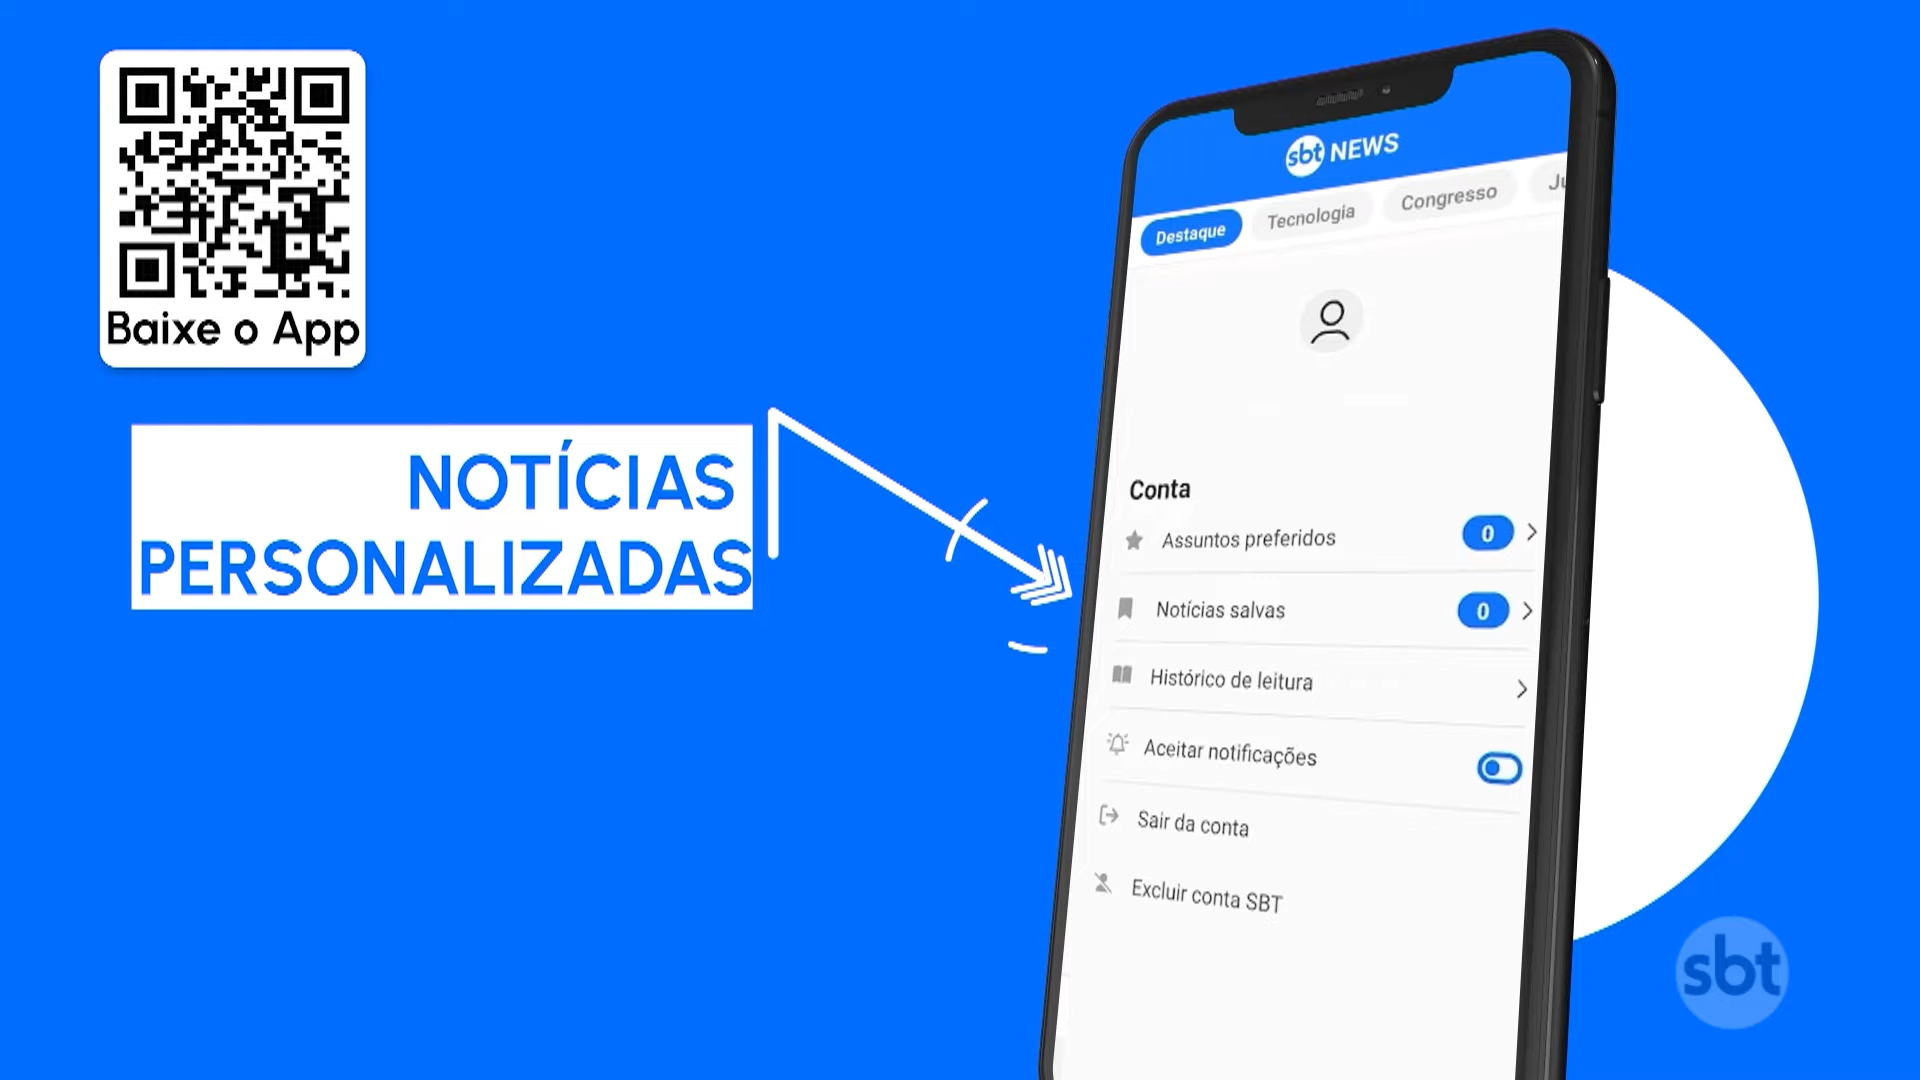 Baixe o App
NOTÍCIAS
PERSONALIZADAS
sbt NEWS
Destaque Tecnologia Congresso
Conta
Assuntos preferidos 0
Notícias salvas 0
Histórico de leitura
Aceitar notificações
Sair da conta
Excluir conta SBT
sbt